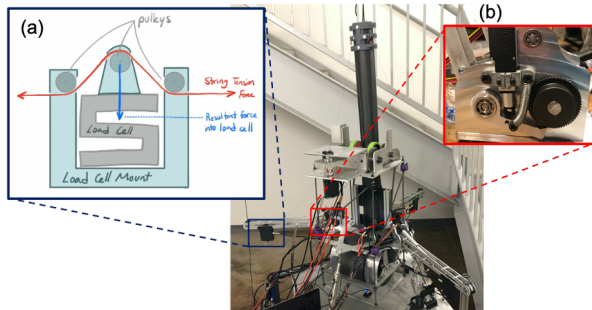 (a)
pulleys
String Tension
Force
Resultant force
into load cell
Load Cell
Load Cell Mount
(b)